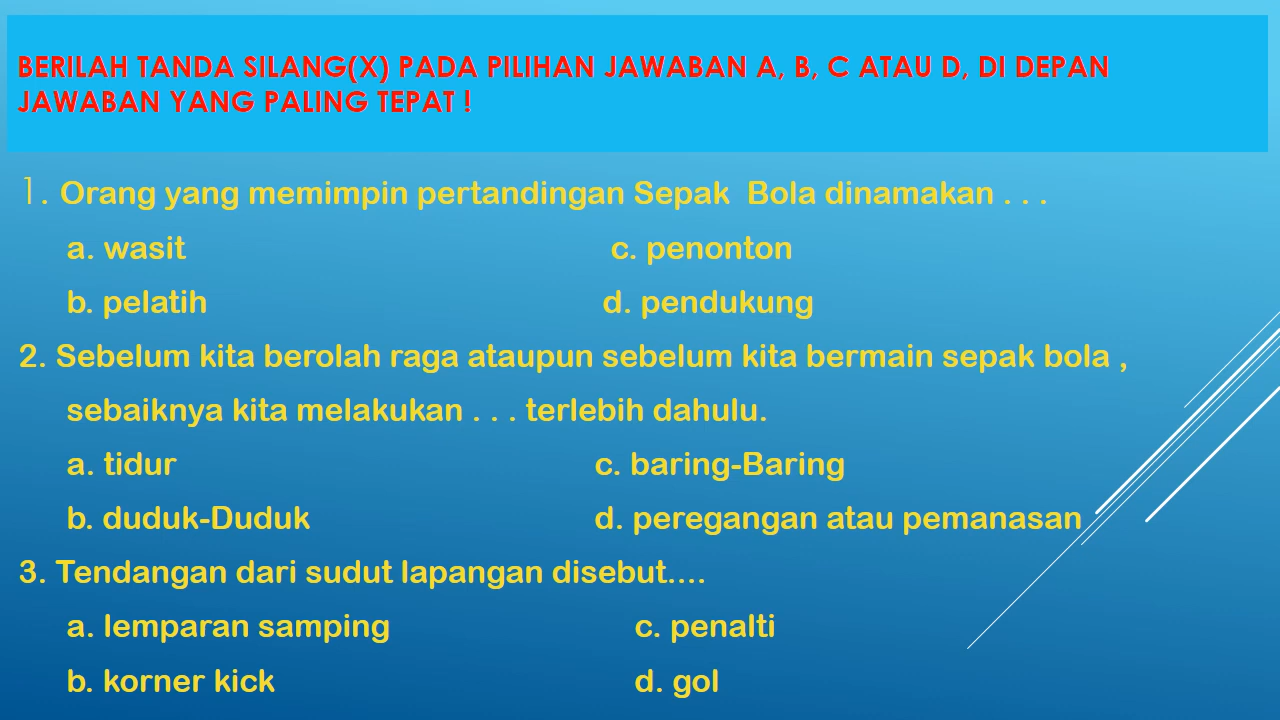 BERILAH TANDA SILANG(X) PADA PILIHAN JAWABAN A, B, C ATAU D, DI DEPAN
JAWABAN YANG PALING TEPAT !
1. Orang yang memimpin pertandingan Sepak  Bola dinamakan . . .
a. wasit c. penonton
b. pelatih d. pendukung
2. Sebelum kita berolah raga ataupun sebelum kita bermain sepak bola ,
sebaiknya kita melakukan . . . terlebih dahulu.
a. tidur c. baring-Baring
b. duduk-Duduk d. peregangan atau pemanasan
3. Tendangan dari sudut lapangan disebut....
a. lemparan samping c. penalti
b. korner kick d. gol